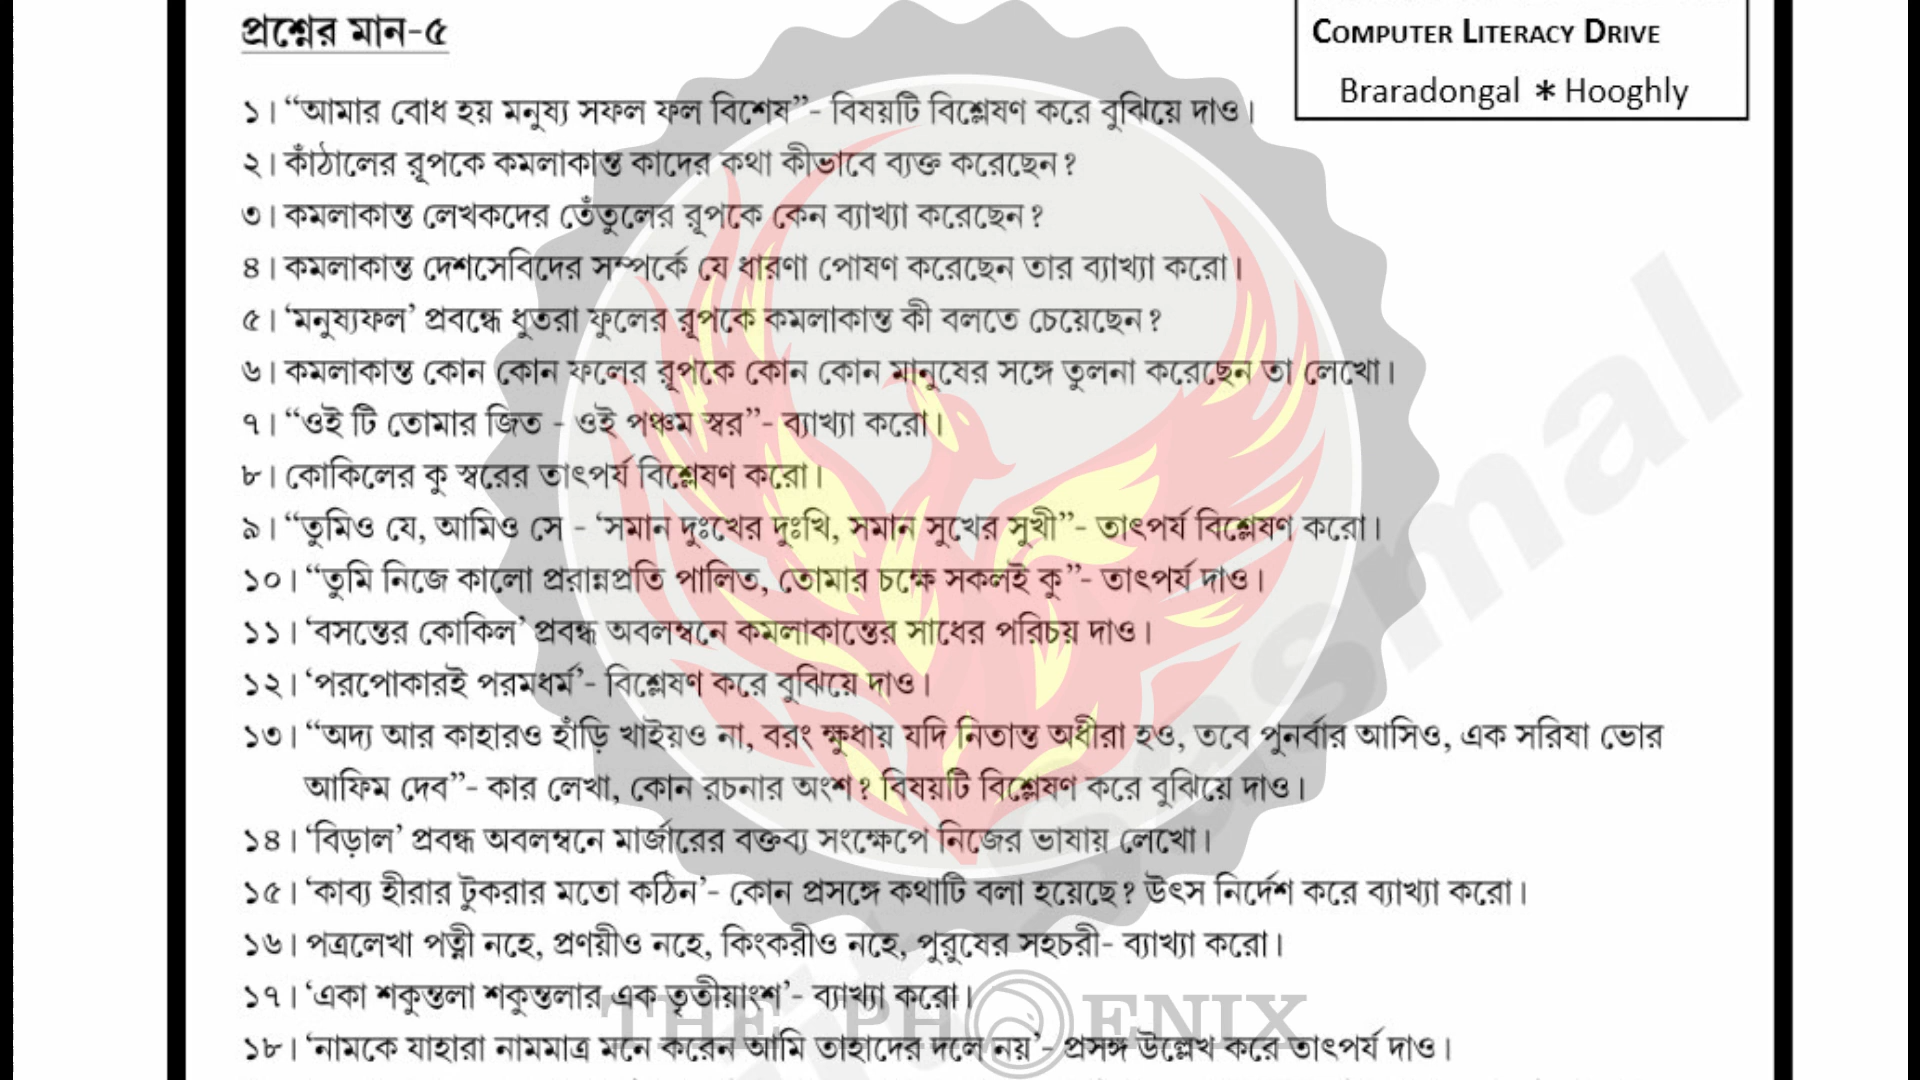 প্রশ্নের মান-৫
COMPUTER LITERACY DRIVE
Braradongal * Hooghly
১। “আমার বোধ হয় মনুষ্য সফল ফল বিশেষ”- বিষয়টি বিশ্লেষণ করে বুঝিয়ে দাও।
২। কাঁঠালের রূপকে কমলাকান্ত কাদের কথা কীভাবে ব্যক্ত করেছেন?
৩। কমলাকান্ত লেখকদের তেঁতুলের রূপকে কেন ব্যাখ্যা করেছেন?
৪। কমলাকান্ত দেশসেবিদের সম্পর্কে যে ধারণা পোষণ করেছেন তার ব্যাখ্যা করো।
৫। ‘মনুষ্যফল’ প্রবন্ধে ধুতরা ফুলের রূপকে কমলাকান্ত কী বলতে চেয়েছেন?
৬। কমলাকান্ত কোন কোন ফলের রূপকে কোন কোন মানুষের সঙ্গে তুলনা করেছেন তা লেখো।
৭। “ওই টি তোমার জিত - ওই পঞ্চম স্বর”- ব্যাখ্যা করো।
৮। কোকিলের কু স্বরের তাৎপর্য বিশ্লেষণ করো।
৯। “তুমিও যে, আমিও সে - ‘সমান দুঃখের দুঃখি, সমান সুখের সুখী”- তাৎপর্য বিশ্লেষণ করো।
১০। “তুমি নিজে কালো প্ররান্নপ্রতি পালিত, তোমার চক্ষে সকলই কু”- তাৎপর্য দাও।
১১। ‘বসন্তের কোকিল’ প্রবন্ধ অবলম্বনে কমলাকান্তের সাধের পরিচয় দাও।
১২। ‘পরপোকারই পরমধর্ম’- বিশ্লেষণ করে বুঝিয়ে দাও।
১৩। “অদ্য আর কাহারও হাঁড়ি খাইয়ও না, বরং ক্ষুধায় যদি নিতান্ত অধীরা হও, তবে পুনর্বার আসিও, এক সরিষা ভোর
আফিম দেব”- কার লেখা, কোন রচনার অংশ? বিষয়টি বিশ্লেষণ করে বুঝিয়ে দাও।
১৪। ‘বিড়াল’ প্রবন্ধ অবলম্বনে মার্জারের বক্তব্য সংক্ষেপে নিজের ভাষায় লেখো।
১৫। ‘কাব্য হীরার টুকরার মতো কঠিন’- কোন প্রসঙ্গে কথাটি বলা হয়েছে? উৎস নির্দেশ করে ব্যাখ্যা করো।
১৬। পত্রলেখা পত্নী নহে, প্রণয়ীও নহে, কিংকরীও নহে, পুরুষের সহচরী- ব্যাখ্যা করো।
১৭। ‘একা শকুন্তলা শকুন্তলার এক তৃতীয়াংশ’- ব্যাখ্যা করো।
THE PHOENIX
১৮। ‘নামকে যাহারা নামমাত্র মনে করেন আমি তাহাদের দলে নয়’- প্রসঙ্গ উল্লেখ করে তাৎপর্য দাও।